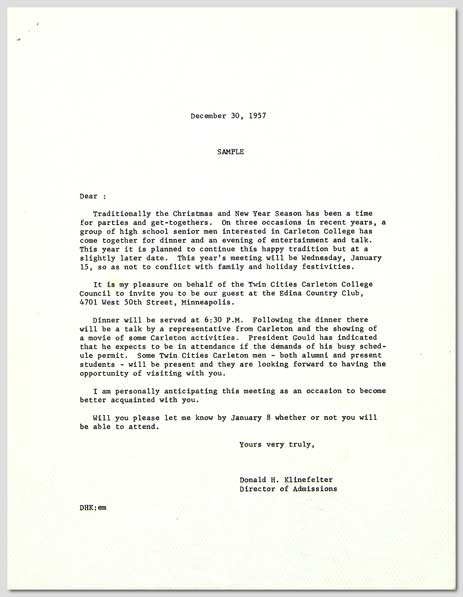 December 30, 1957
SAMPLE
Dear :
Traditionally the Christmas and New Year Season has been a time
for parties and get-togethers. On three occasions in recent years, a
group of high school senior men interested in Carleton College has
come together for dinner and an evening of entertainment and talk.
This year it is planned to continue this happy tradition but at a
slightly later date. This year's meeting will be Wednesday, January
15, so as not to conflict with family and holiday festivities.
It is my pleasure on behalf of the Twin Cities Carleton College
Council to invite you to be our guest at the Edina Country Club,
4701 West 50th Street, Minneapolis.
Dinner will be served at 6:30 P.M. Following the dinner there
will be a talk by a representative from Carleton and the showing of
a movie of some Carleton activities. President Gould has indicated
that he expects to be in attendance if the demands of his busy sched-
ule permit. Some Twin Cities Carleton men - both alumni and present
students - will be present and they are looking forward to having the
opportunity of visiting with you.
I am personally anticipating this meeting as an occasion to become
better acquainted with you.
Will you please let me know by January 8 whether or not you will
be able to attend.
Yours very truly,
Donald H. Klinefelter
Director of Admissions
DHK;em